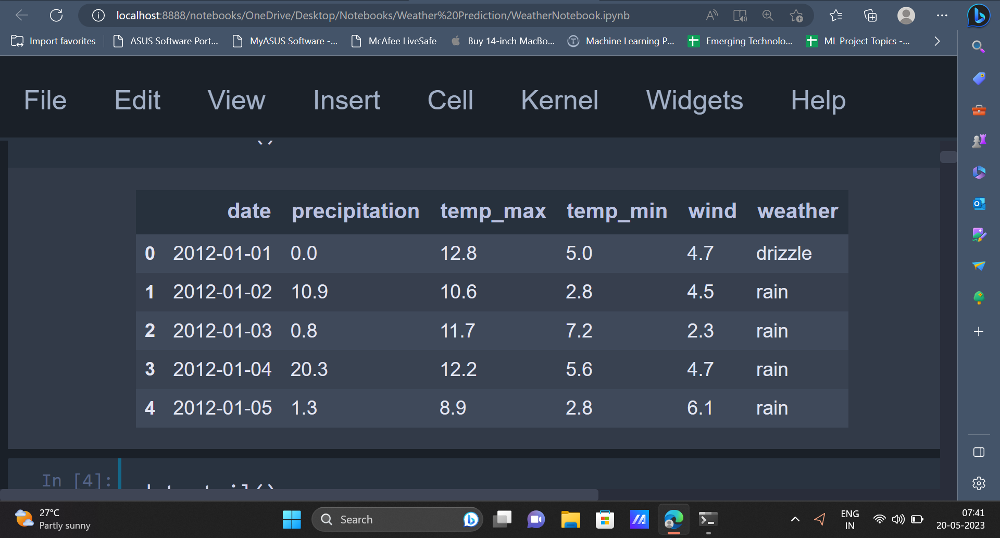 localhost:8888/notebooks/OneDrive/Desktop/Notebooks/Weather%20Prediction/WeatherNotebook.ipynb
Import favorites ASUS Software Port... MyASUS Software -... McAfee LiveSafe Buy 14-inch MacBo... Machine Learning P... Emerging Technolo... ML Project Topics -...
File Edit View Insert Cell Kernel Widgets Help
date precipitation temp_max temp_min wind weather
0 2012-01-01 0.0 12.8 5.0 4.7 drizzle
1 2012-01-02 10.9 10.6 2.8 4.5 rain
2 2012-01-03 0.8 11.7 7.2 2.3 rain
3 2012-01-04 20.3 12.2 5.6 4.7 rain
4 2012-01-05 1.3 8.9 2.8 6.1 rain
In [4]:
27°C
Partly sunny
Search
ENG
IN
07:41
20-05-2023